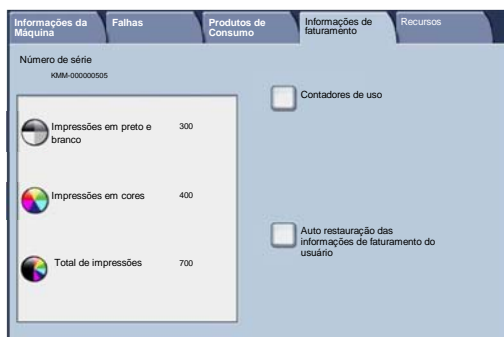 Informações da
Máquina
Falhas
Produtos de
Consumo
Informações de
faturamento
Recursos
Número de série
KMM-000000505
Impressões em preto e
branco
300
Impressões em cores
400
Total de impressões
700
Contadores de uso
Auto restauração das
informações de faturamento do
usuário